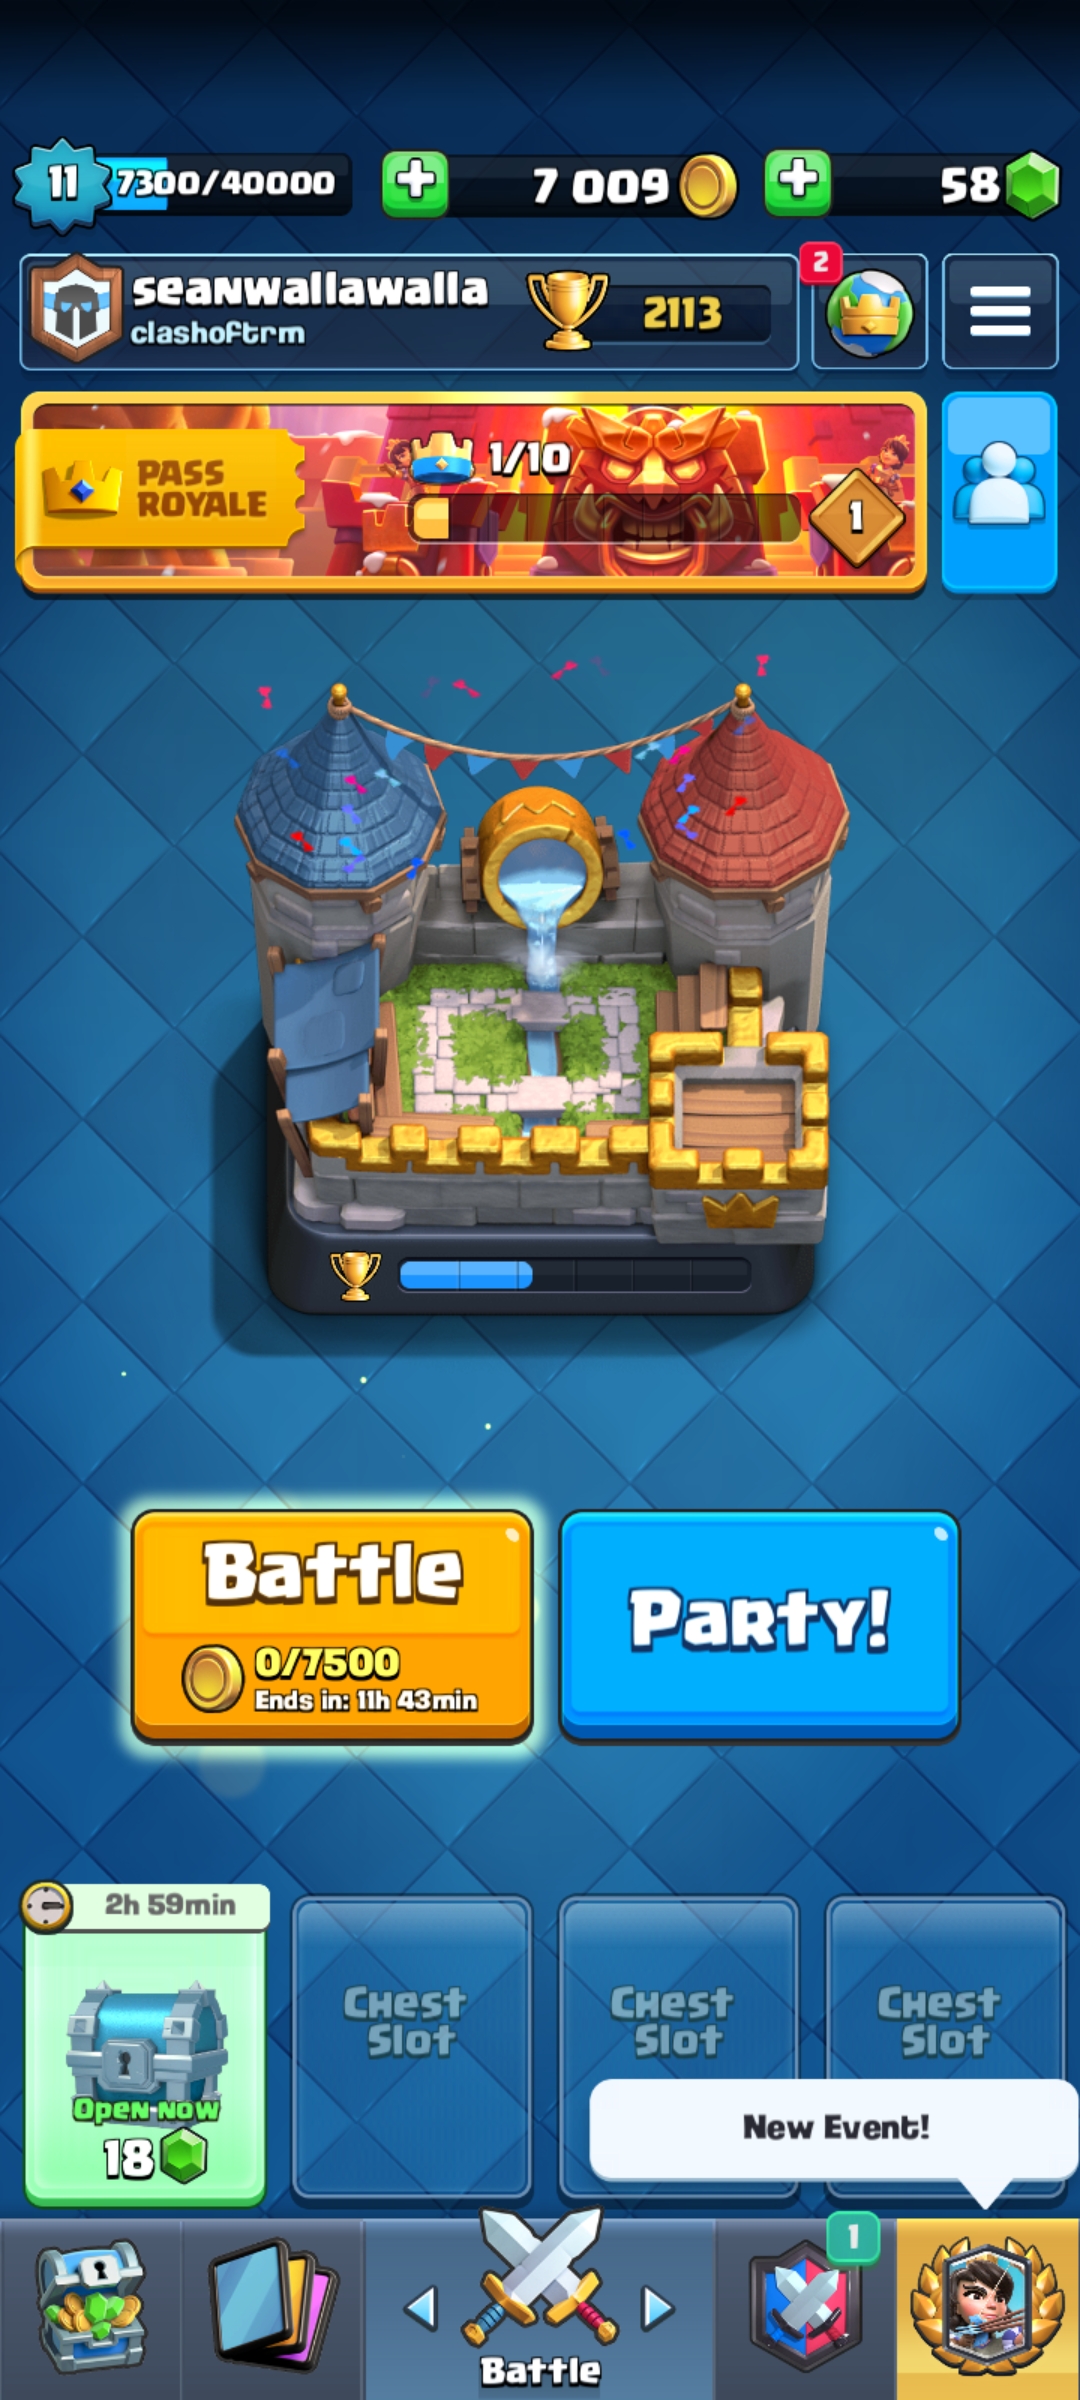 11
7300/40000
7 009
58
seanwallawalla
clashoftrm
2113
2
PASS
ROYALE
1/10
1
Battle
0/7500
Ends in: 11h 43min
Party!
2h 59min
Open now
18
Chest
Slot
Chest
Slot
Chest
Slot
New Event!
1
Battle